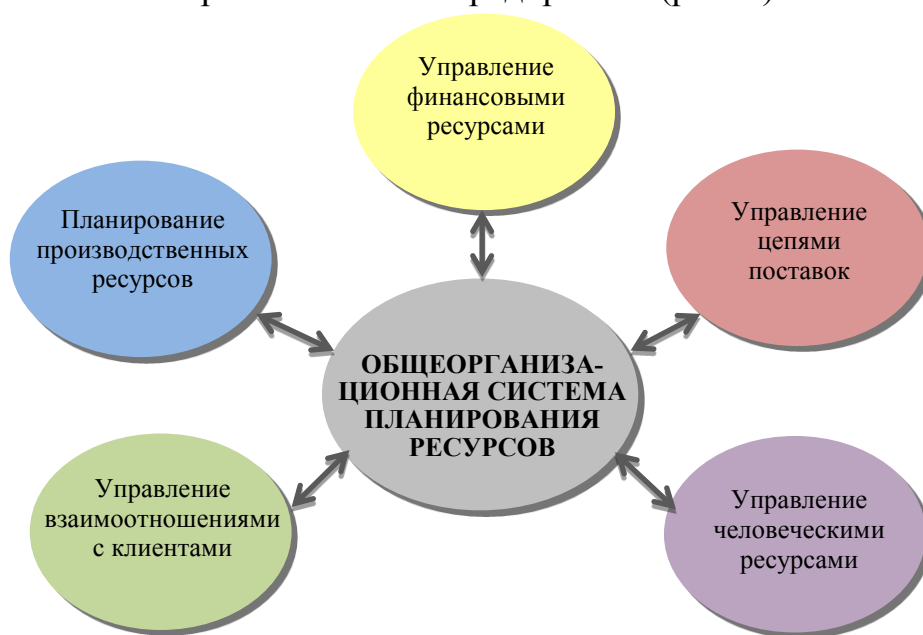 Управление
финансовыми
ресурсами
Планирование
производственных
ресурсов
Управление
цепями
поставок
ОБЩЕОРГАНИЗА-
ЦИОННАЯ СИСТЕМА
ПЛАНИРОВАНИЯ
РЕСУРСОВ
Управление
взаимоотношениями
с клиентами
Управление
человеческими
ресурсами